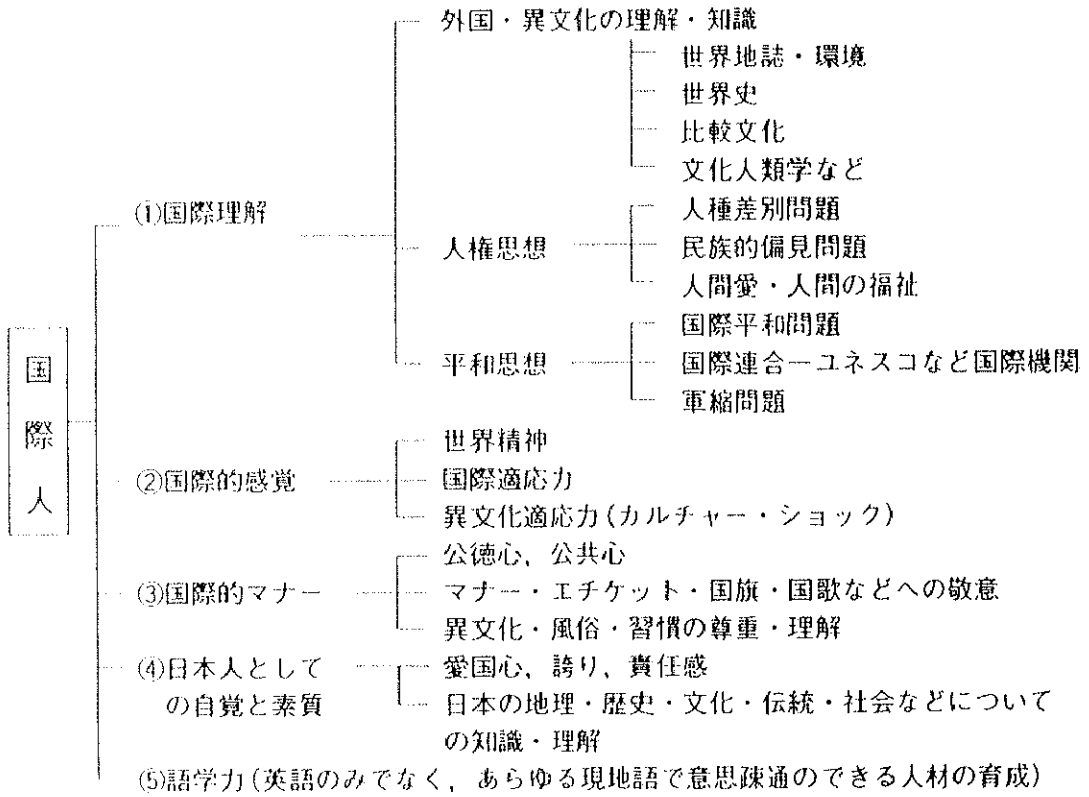 国際人
(1)国際理解
外国・異文化の理解・知識
世界地誌・環境
世界史
比較文化
文化人類学など
人権思想
人種差別問題
民族的偏見問題
人間愛・人間の福祉
平和思想
国際平和問題
国際連合―ユネスコなど国際機関
軍縮問題
②国際的感覚
世界精神
国際適応力
異文化適応力(カルチャー・ショック)
③国際的マナー
公徳心，公共心
マナー・エチケット・国旗・国歌などへの敬意
異文化・風俗・習慣の尊重・理解
④日本人として
の自覚と素質
愛国心，誇り，責任感
日本の地理・歴史・文化・伝統・社会などについて
の知識・理解
⑤語学力(英語のみでなく，あらゆる現地語で意思疎通のできる人材の育成)